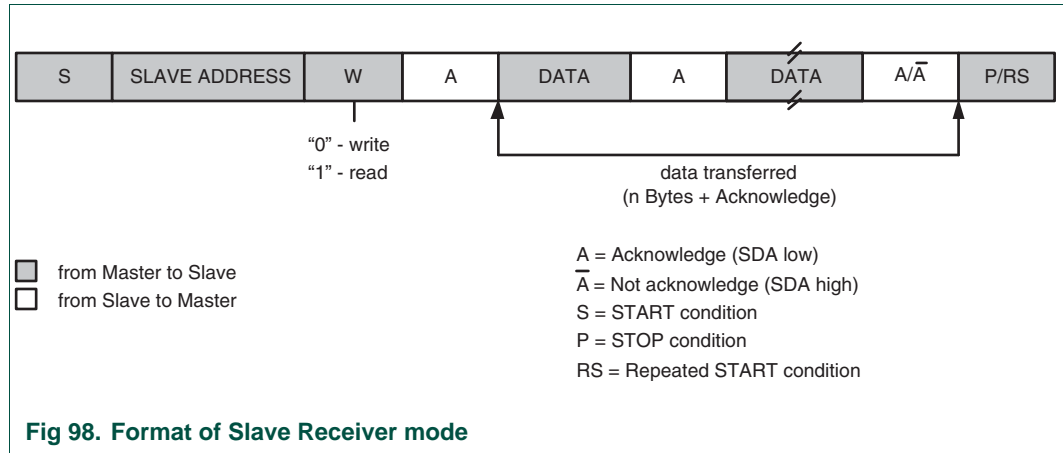 S SLAVE ADDRESS W A DATA A DATA A/A̅ P/RS
“0” - write
“1” - read
data transferred
(n Bytes + Acknowledge)
from Master to Slave
from Slave to Master
A = Acknowledge (SDA low)
A̅ = Not acknowledge (SDA high)
S = START condition
P = STOP condition
RS = Repeated START condition
Fig 98. Format of Slave Receiver mode